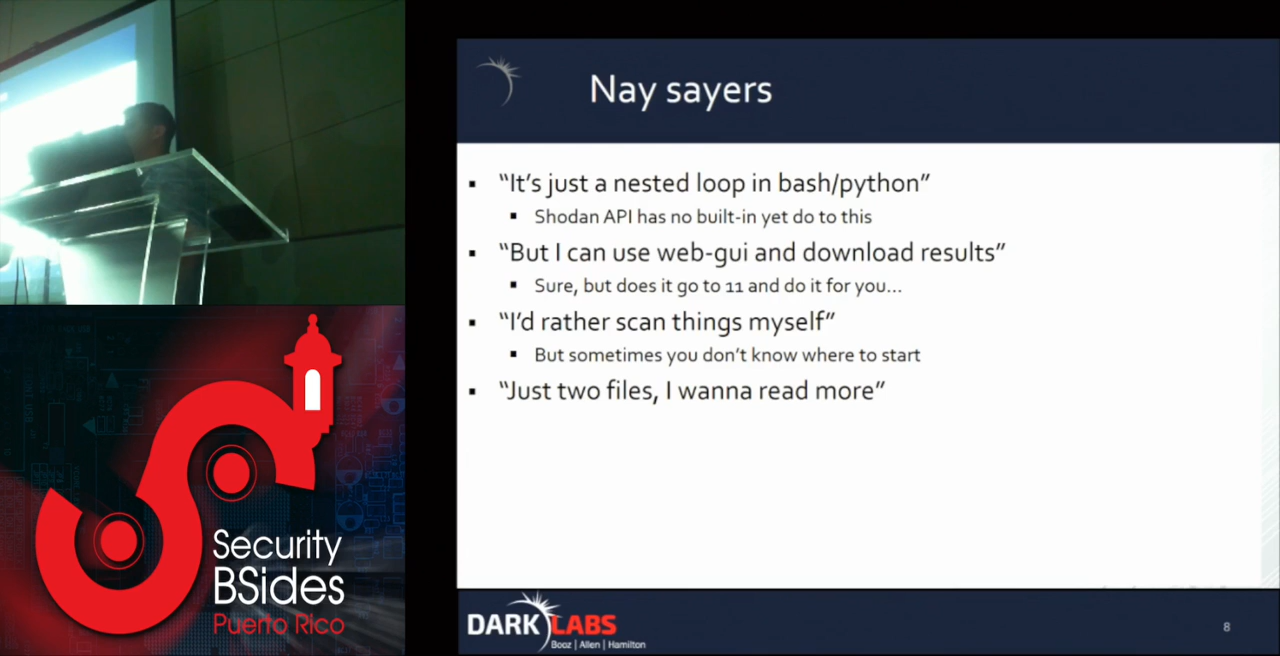 Nay sayers
“It’s just a nested loop in bash/python”
Shodan API has no built-in yet do to this
“But I can use web-gui and download results”
Sure, but does it go to 11 and do it for you…
“I’d rather scan things myself”
But sometimes you don’t know where to start
“Just two files, I wanna read more”
DARK LABS
Booz | Allen | Hamilton
8
Security
BSides
Puerto Rico